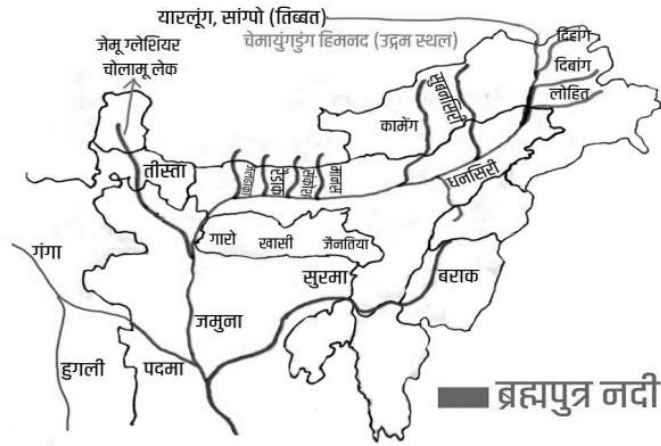 यारलूंग, सांग्पो (तिब्बत)
चेमायुंगडुंग हिमनद (उद्गम स्थल)
जेमू ग्लेशियर
चोलामू लेक
दिहांग
दिबांग
लोहित
सुबनसिरी
कामेंग
तीस्ता
मानस
धनसिरी
गारो खासी जैनतिया
गंगा
सुरमा
बराक
जमुना
हुगली
पदमा
ब्रह्मपुत्र नदी